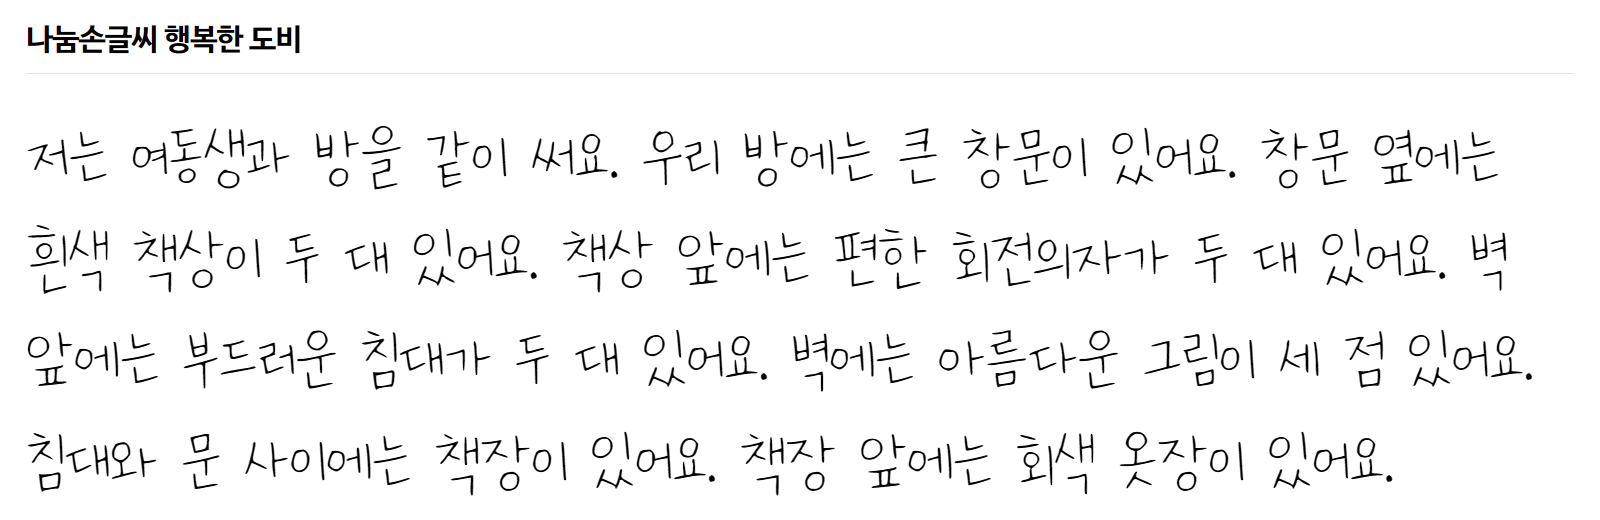 나눔손글씨 행복한 도비
저는 여동생과 방을 같이 써요. 우리 방에는 큰 창문이 있어요. 창문 옆에는
흰색 책상이 두 대 있어요. 책상 앞에는 편한 회전의자가 두 대 있어요. 벽
앞에는 부드러운 침대가 두 대 있어요. 벽에는 아름다운 그림이 세 점 있어요.
침대와 문 사이에는 책장이 있어요. 책장 앞에는 회색 옷장이 있어요.